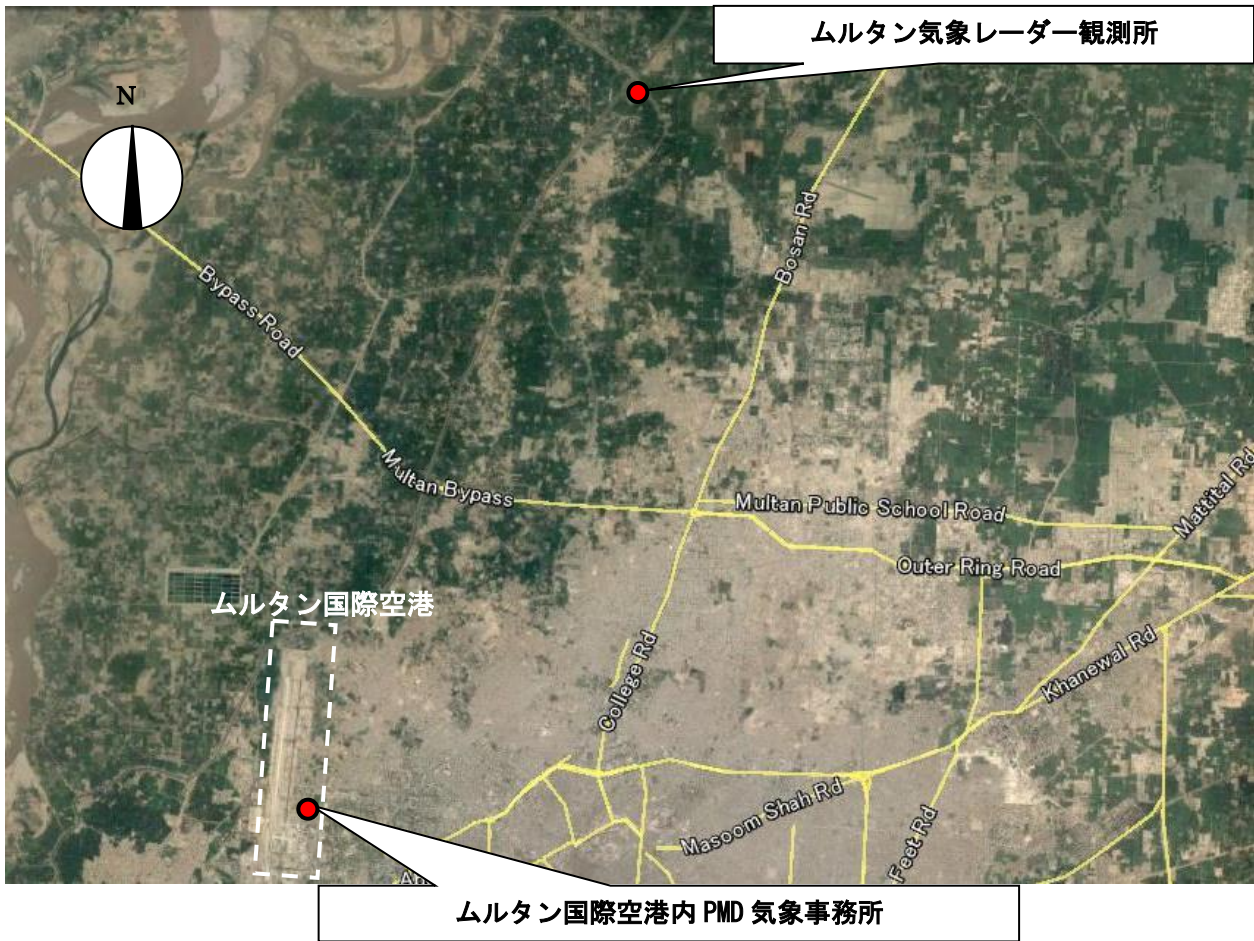 ムルタン気象レーダー観測所
N
Bosan Rd
Bypass Road
Multan Bypass
Multan Public School Road
Mattital Rd
Outer Ring Road
ムルタン国際空港
College Rd
Khanewal Rd
Masoom Shah Rd
Feet Rd
ムルタン国際空港内 PMD 気象事務所